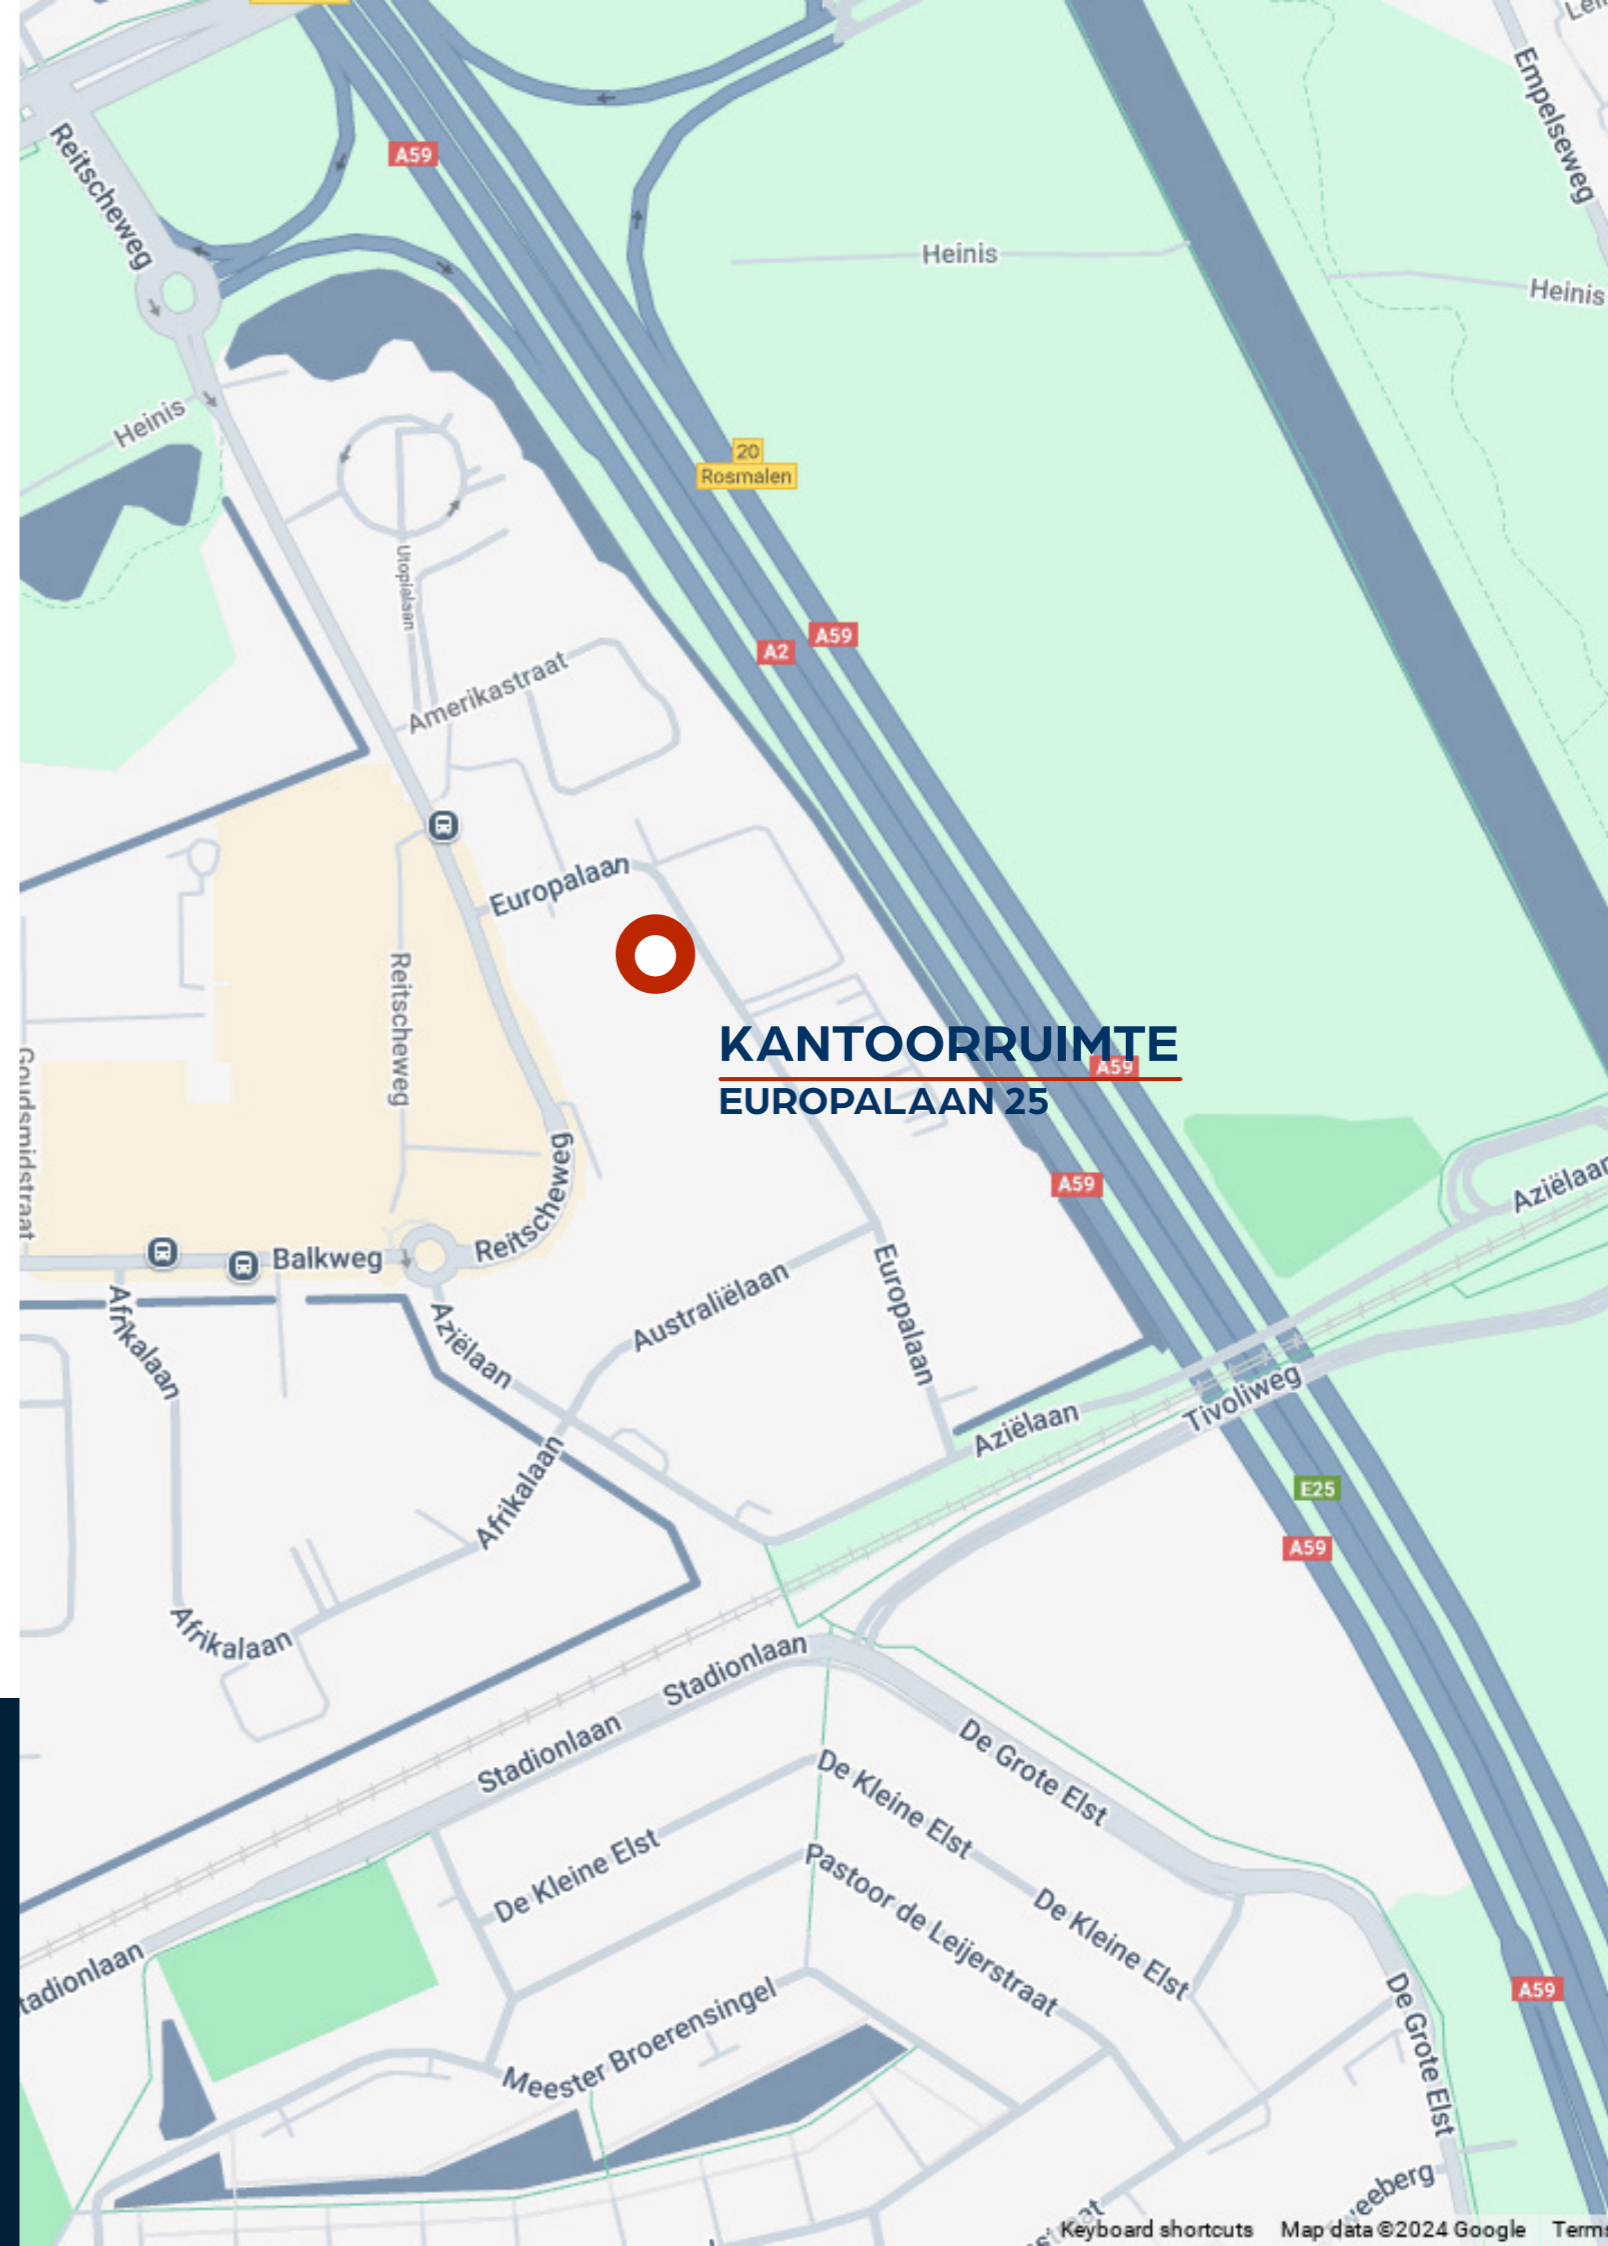 Empelseweg
Reitscheweg
A59
Heinis
Heinis
Heinis
20
Rosmalen
Utopialaan
A59
A2
Amerikastraat
Europalaan
Reitscheweg
KANTOORRUIMTE
A59
EUROPALAAN 25
Goudsmidstraat
Reitscheweg
A59
Aziëlaan
Balkweg
Afrikalaan
Aziëlaan
Australiëlaan
Europalaan
Tivoliweg
Aziëlaan
Afrikalaan
E25
A59
Afrikalaan
Stadionlaan
Stadionlaan
De Grote Elst
De Kleine Elst
De Kleine Elst
Pastoor de Leijerstraat
De Kleine Elst
tadionlaan
Meester Broerensingel
A59
De Grote Elst
weeberg
Keyboard shortcuts Map data ©2024 Google Terms